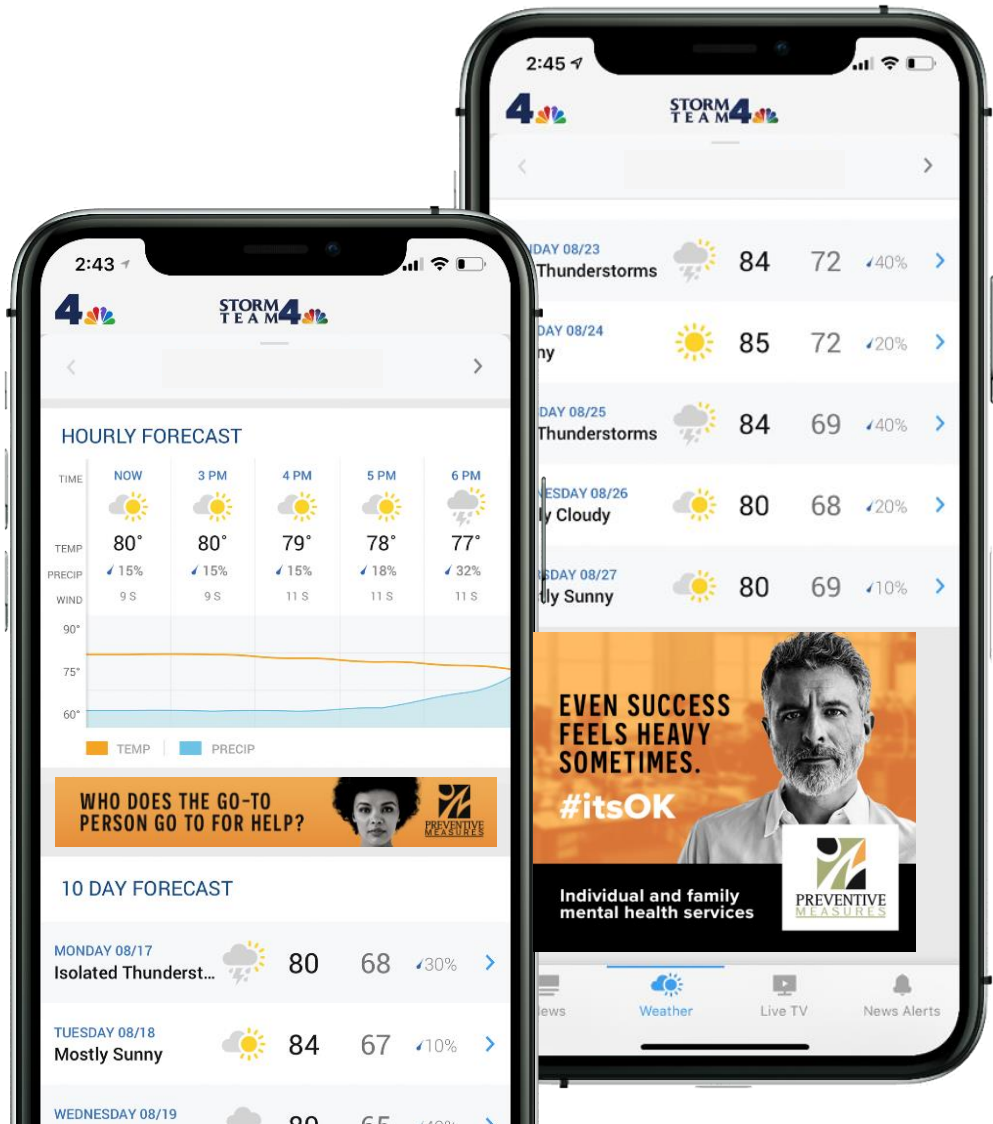 2:45
4
STORM
TEAM 4
DAY 08/23
Thunderstorms
84
72
40%
DAY 08/24
ny
85
72
20%
DAY 08/25
Thunderstorms
84
69
40%
ESDAY 08/26
ly Cloudy
80
68
20%
SDAY 08/27
tly Sunny
80
69
10%
EVEN SUCCESS
FEELS HEAVY
SOMETIMES.
#itsOK
Individual and family
mental health services
PREVENTIVE
MEASURES
ews
Weather
Live TV
News Alerts
2:43
4
STORM
TEAM 4
HOURLY FORECAST
TIME NOW 3 PM 4 PM 5 PM 6 PM
TEMP 80° 80° 79° 78° 77°
PRECIP 15% 15% 15% 18% 32%
WIND 9 S 9 S 11 S 11 S 11 S
90°
75°
60°
TEMP PRECIP
WHO DOES THE GO-TO
PERSON GO TO FOR HELP?
PREVENTIVE
MEASURES
10 DAY FORECAST
MONDAY 08/17
Isolated Thunderst...
80
68
30%
TUESDAY 08/18
Mostly Sunny
84
67
10%
WEDNESDAY 08/19